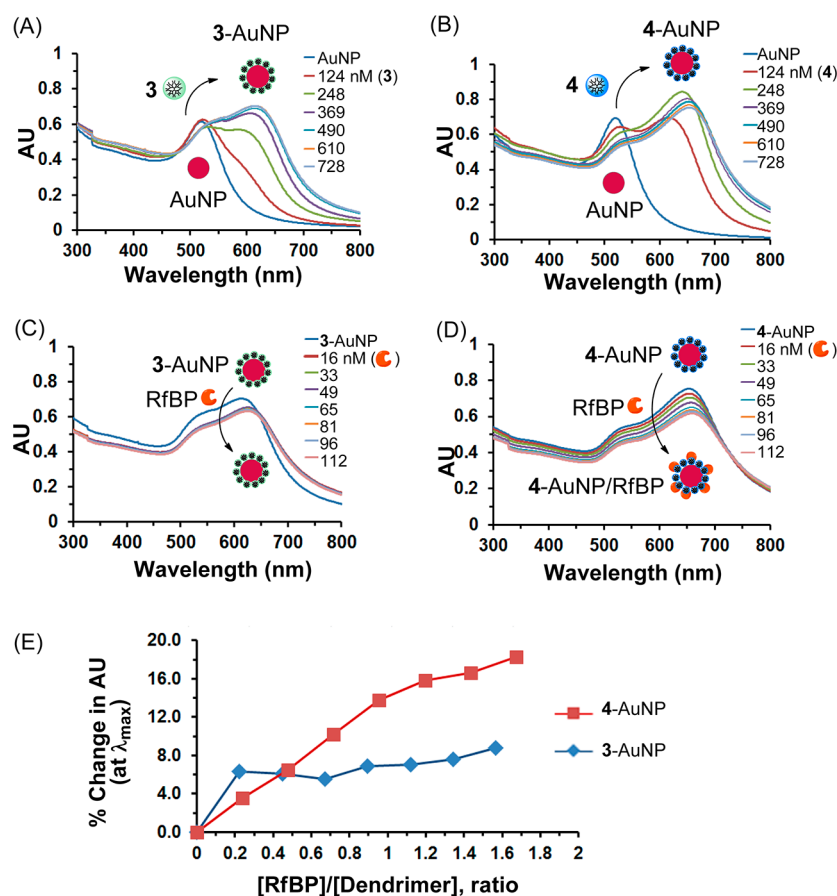 (A)
3-AuNP
3
AuNP
124 nM (3)
248
369
490
610
728
AuNP
AU
1
0.8
0.6
0.4
0.2
0
300 400 500 600 700 800
Wavelength (nm)
(B)
4-AuNP
4
AuNP
124 nM (4)
248
369
490
610
728
AuNP
AU
1
0.8
0.6
0.4
0.2
0
300 400 500 600 700 800
Wavelength (nm)
(C)
3-AuNP
RfBP
3-AuNP
16 nM ( )
33
49
65
81
96
112
AU
1
0.8
0.6
0.4
0.2
0
300 400 500 600 700 800
Wavelength (nm)
(D)
4-AuNP
RfBP
4-AuNP/RfBP
4-AuNP
16 nM ( )
33
49
65
81
96
112
AU
1
0.8
0.6
0.4
0.2
0
300 400 500 600 700 800
Wavelength (nm)
(E)
% Change in AU
(at λmax)
20.0
16.0
12.0
8.0
4.0
0.0
0 0.2 0.4 0.6 0.8 1 1.2 1.4 1.6 1.8 2
[RfBP]/[Dendrimer], ratio
4-AuNP
3-AuNP